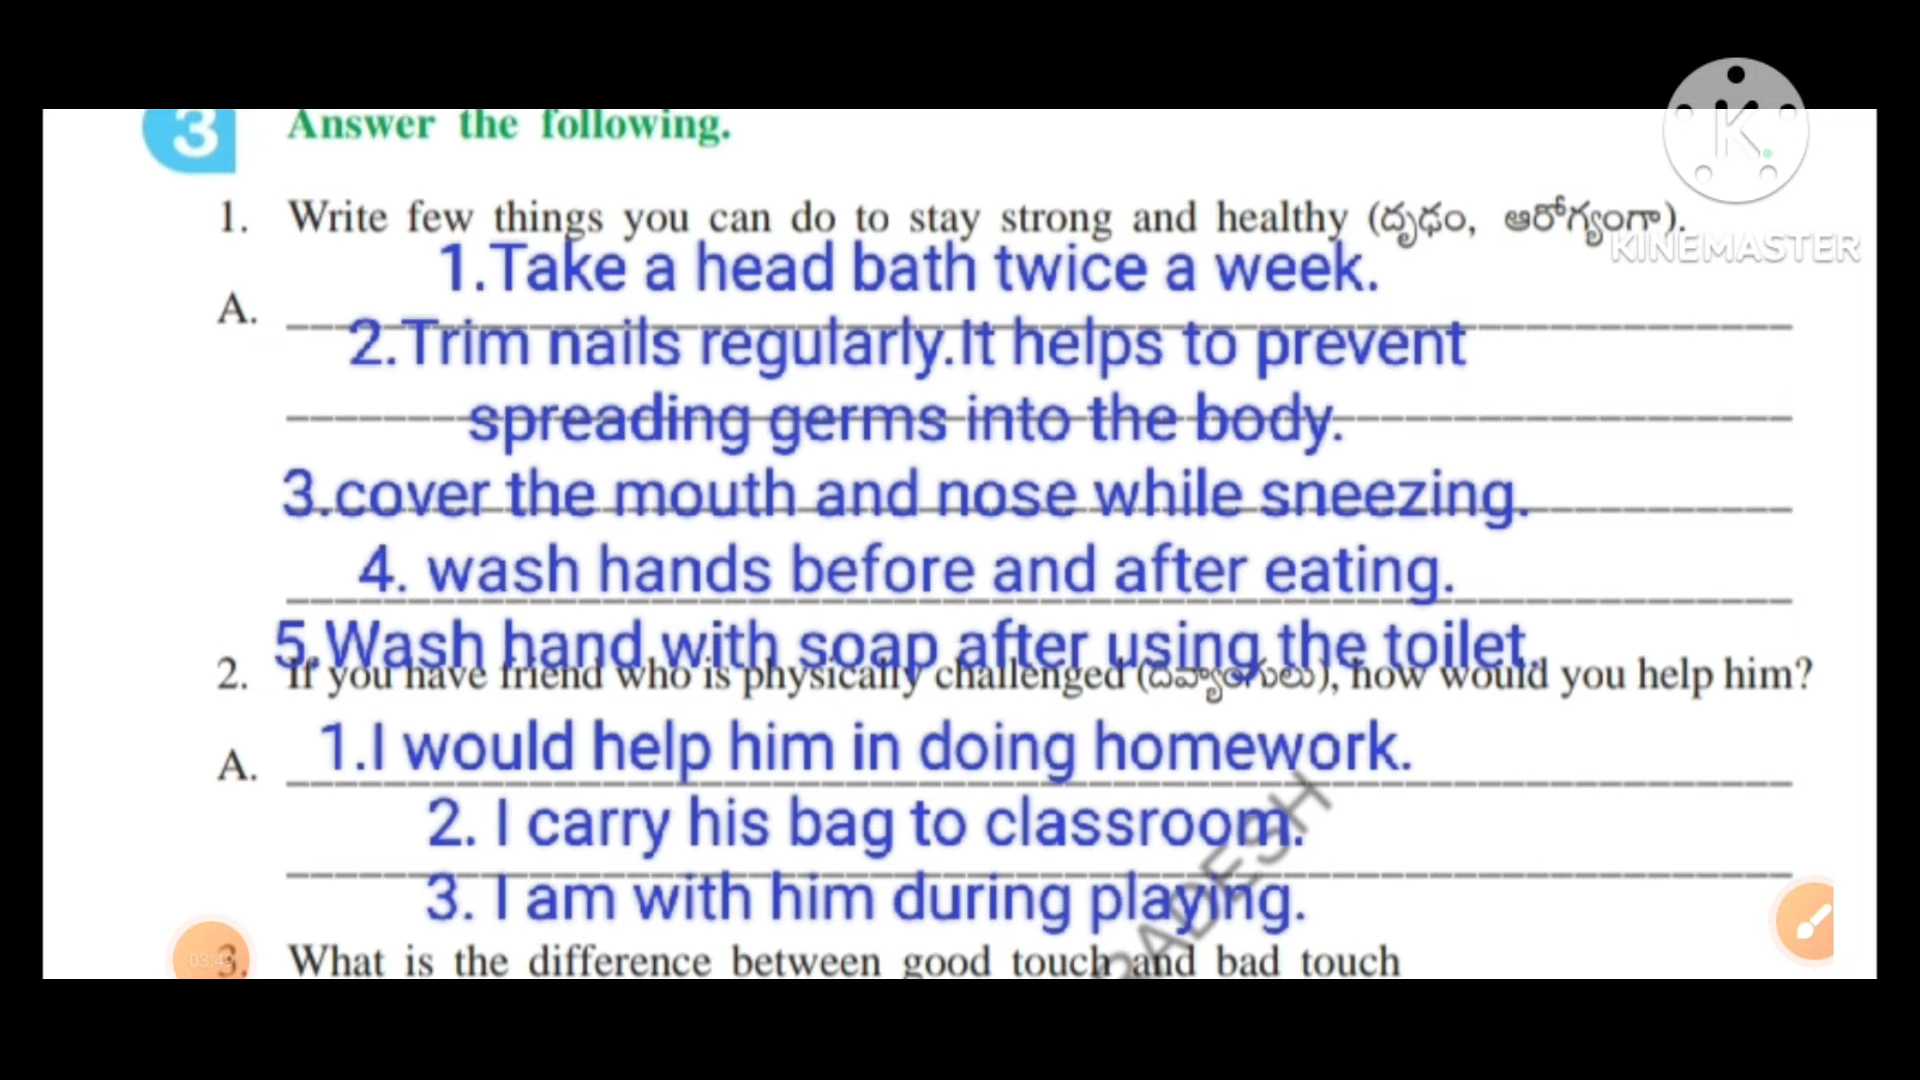 3 Answer the following.
KINEMASTER
1. Write few things you can do to stay strong and healthy (దృఢం, ఆరోగ్యంగా).
1.Take a head bath twice a week.
A.
2.Trim nails regularly.It helps to prevent
spreading germs into the body.
3.cover the mouth and nose while sneezing.
4. wash hands before and after eating.
5.Wash hand with soap after using the toilet.
2. If you have friend who is physically challenged (దివ్యాంగులు), how would you help him?
A. 1.I would help him in doing homework.
2. I carry his bag to classroom.
3. I am with him during playing.
3. What is the difference between good touch and bad touch